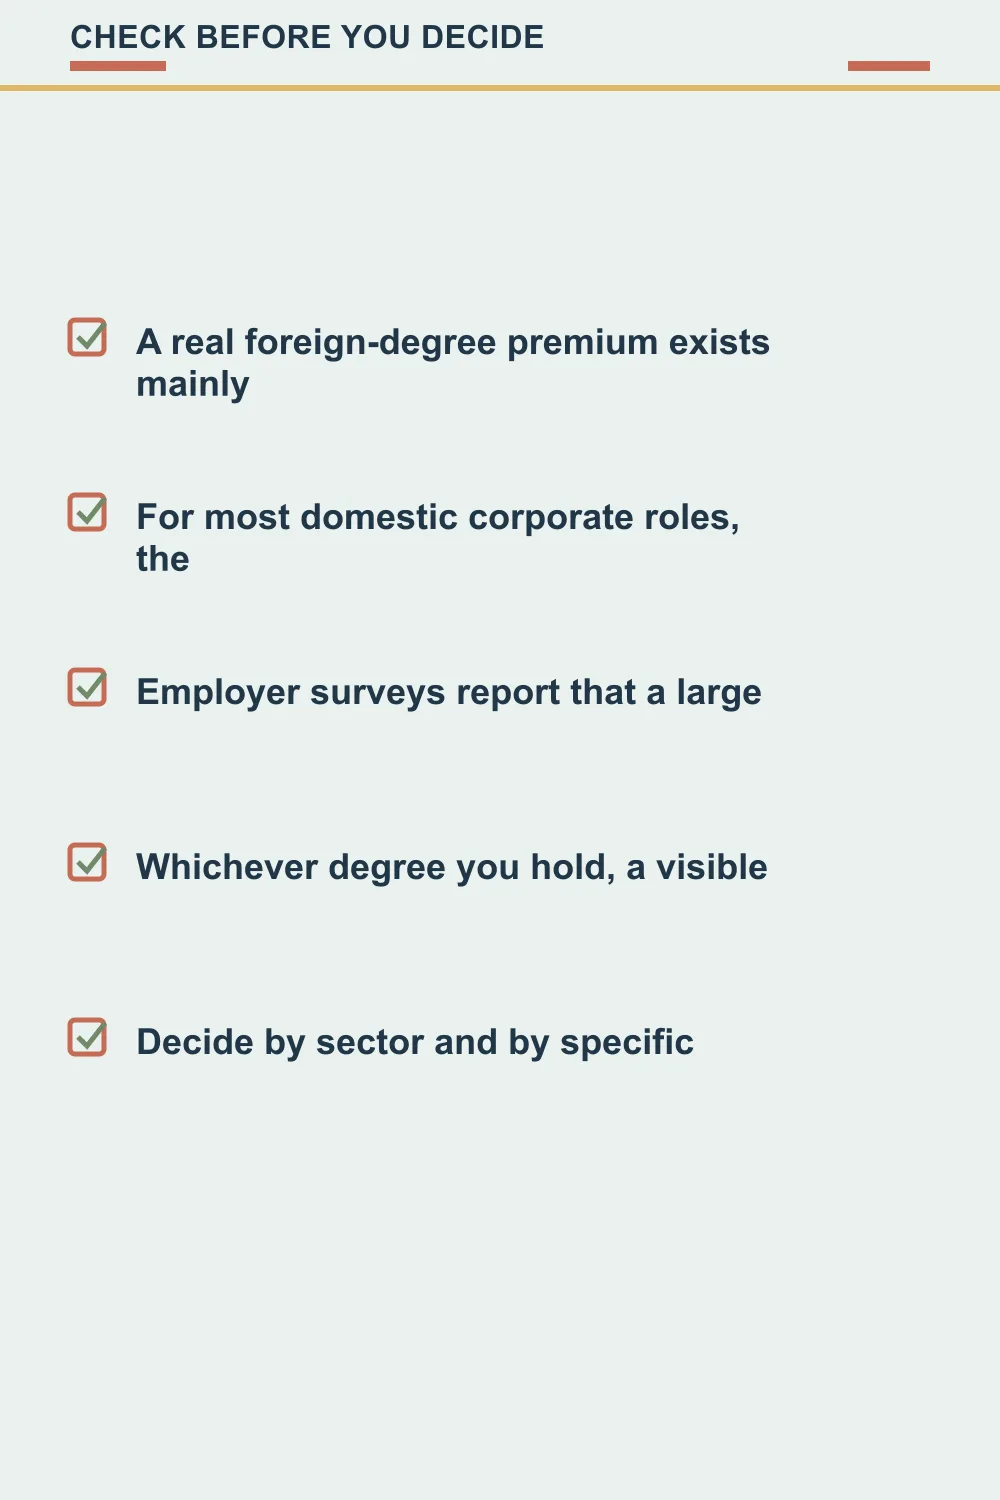 CHECK BEFORE YOU DECIDE
A real foreign-degree premium exists
mainly
For most domestic corporate roles,
the
Employer surveys report that a large
Whichever degree you hold, a visible
Decide by sector and by specific